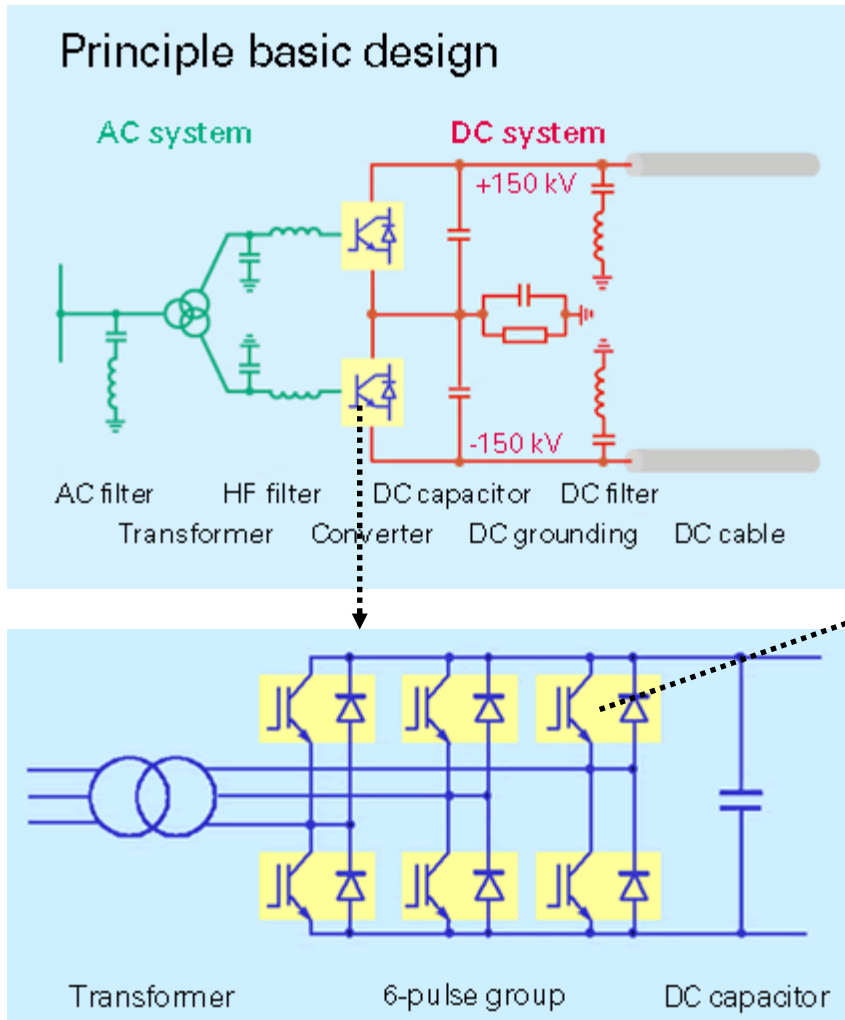 Principle basic design
AC system
DC system
+150 kV
-150 kV
AC filter
HF filter
DC capacitor
DC filter
Transformer
Converter
DC grounding
DC cable
Transformer
6-pulse group
DC capacitor